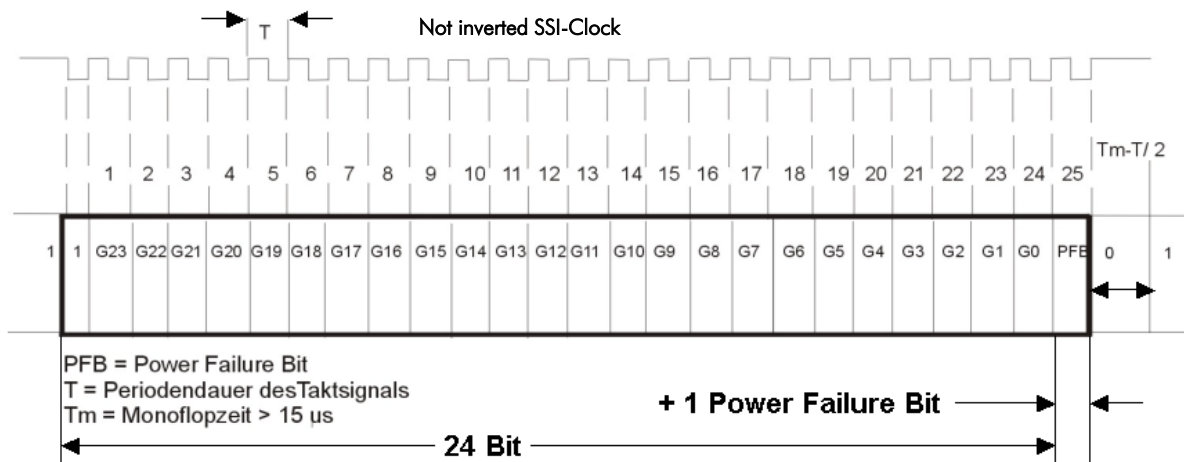 T
Not inverted SSI-Clock
Tm-T/ 2
1 2 3 4 5 6 7 8 9 10 11 12 13 14 15 16 17 18 19 20 21 22 23 24 25
1 1 G23 G22 G21 G20 G19 G18 G17 G16 G15 G14 G13 G12 G11 G10 G9 G8 G7 G6 G5 G4 G3 G2 G1 G0 PFB 0 1
PFB = Power Failure Bit
T = Periodendauer desTaktsignals
Tm = Monoflopzeit > 15 µs
+ 1 Power Failure Bit
24 Bit